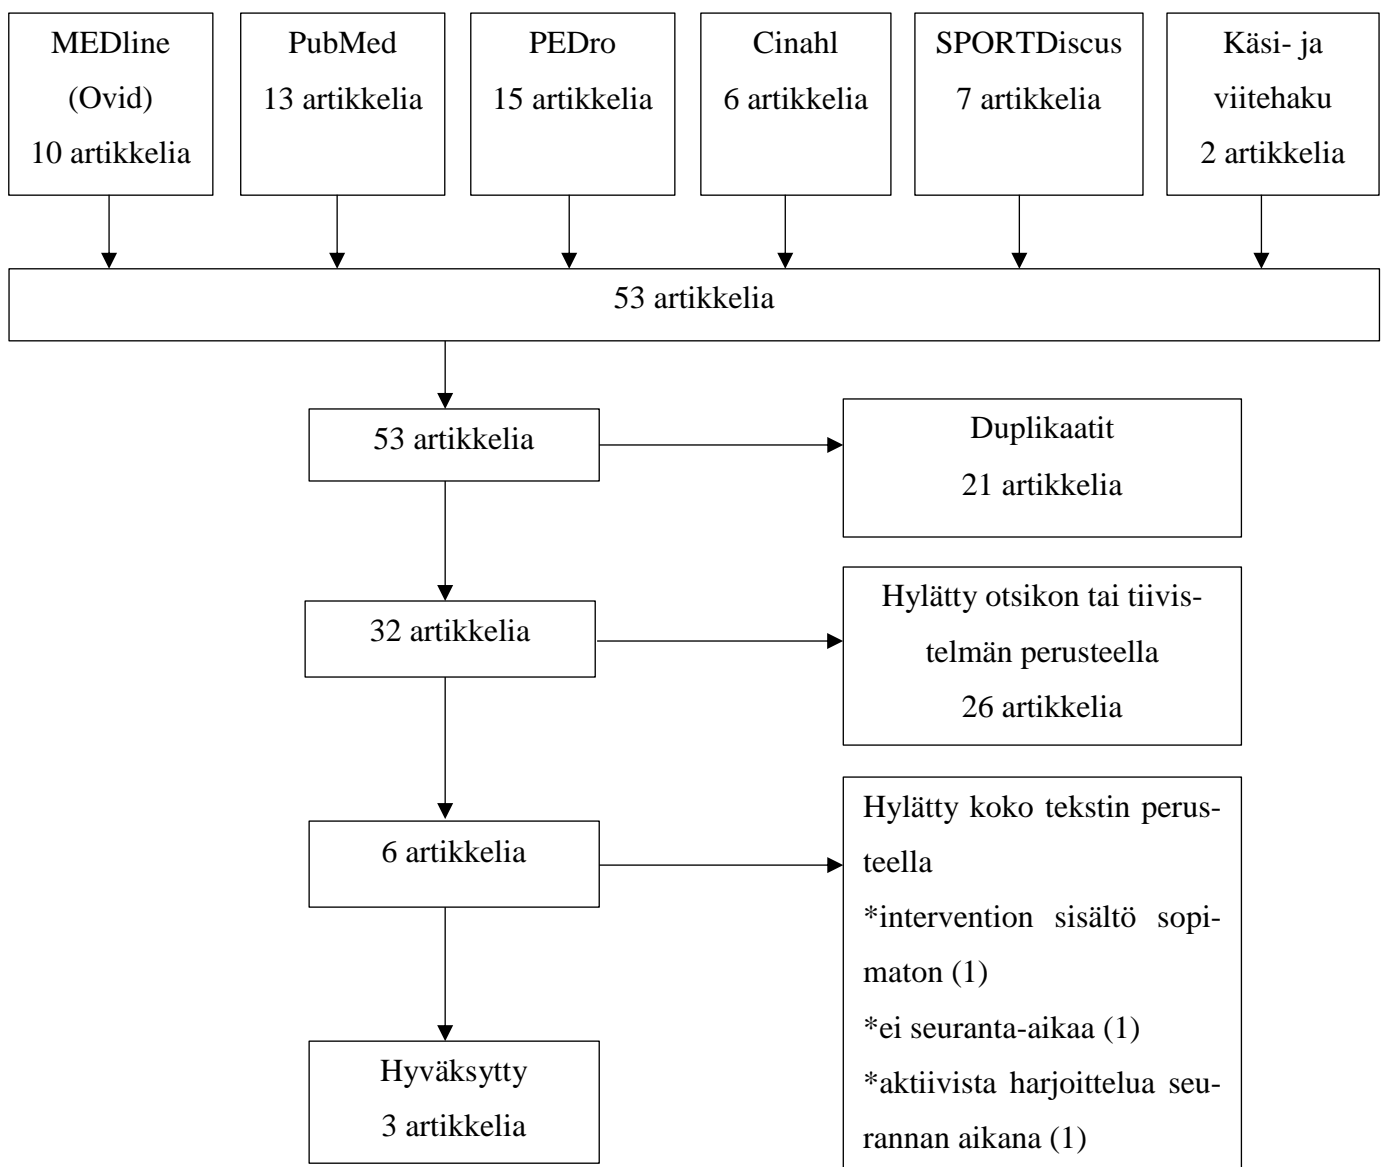 MEDline
(Ovid)
10 artikkelia
PubMed
13 artikkelia
PEDro
15 artikkelia
Cinahl
6 artikkelia
SPORTDiscus
7 artikkelia
Käsi- ja
viitehaku
2 artikkelia
53 artikkelia
53 artikkelia
Duplikaatit
21 artikkelia
32 artikkelia
Hylätty otsikon tai tiivis-
telmän perusteella
26 artikkelia
6 artikkelia
Hylätty koko tekstin perus-
teella
*intervention sisältö sopi-
maton (1)
*ei seuranta-aikaa (1)
*aktiivista harjoittelua seu-
rannan aikana (1)
Hyväksytty
3 artikkelia